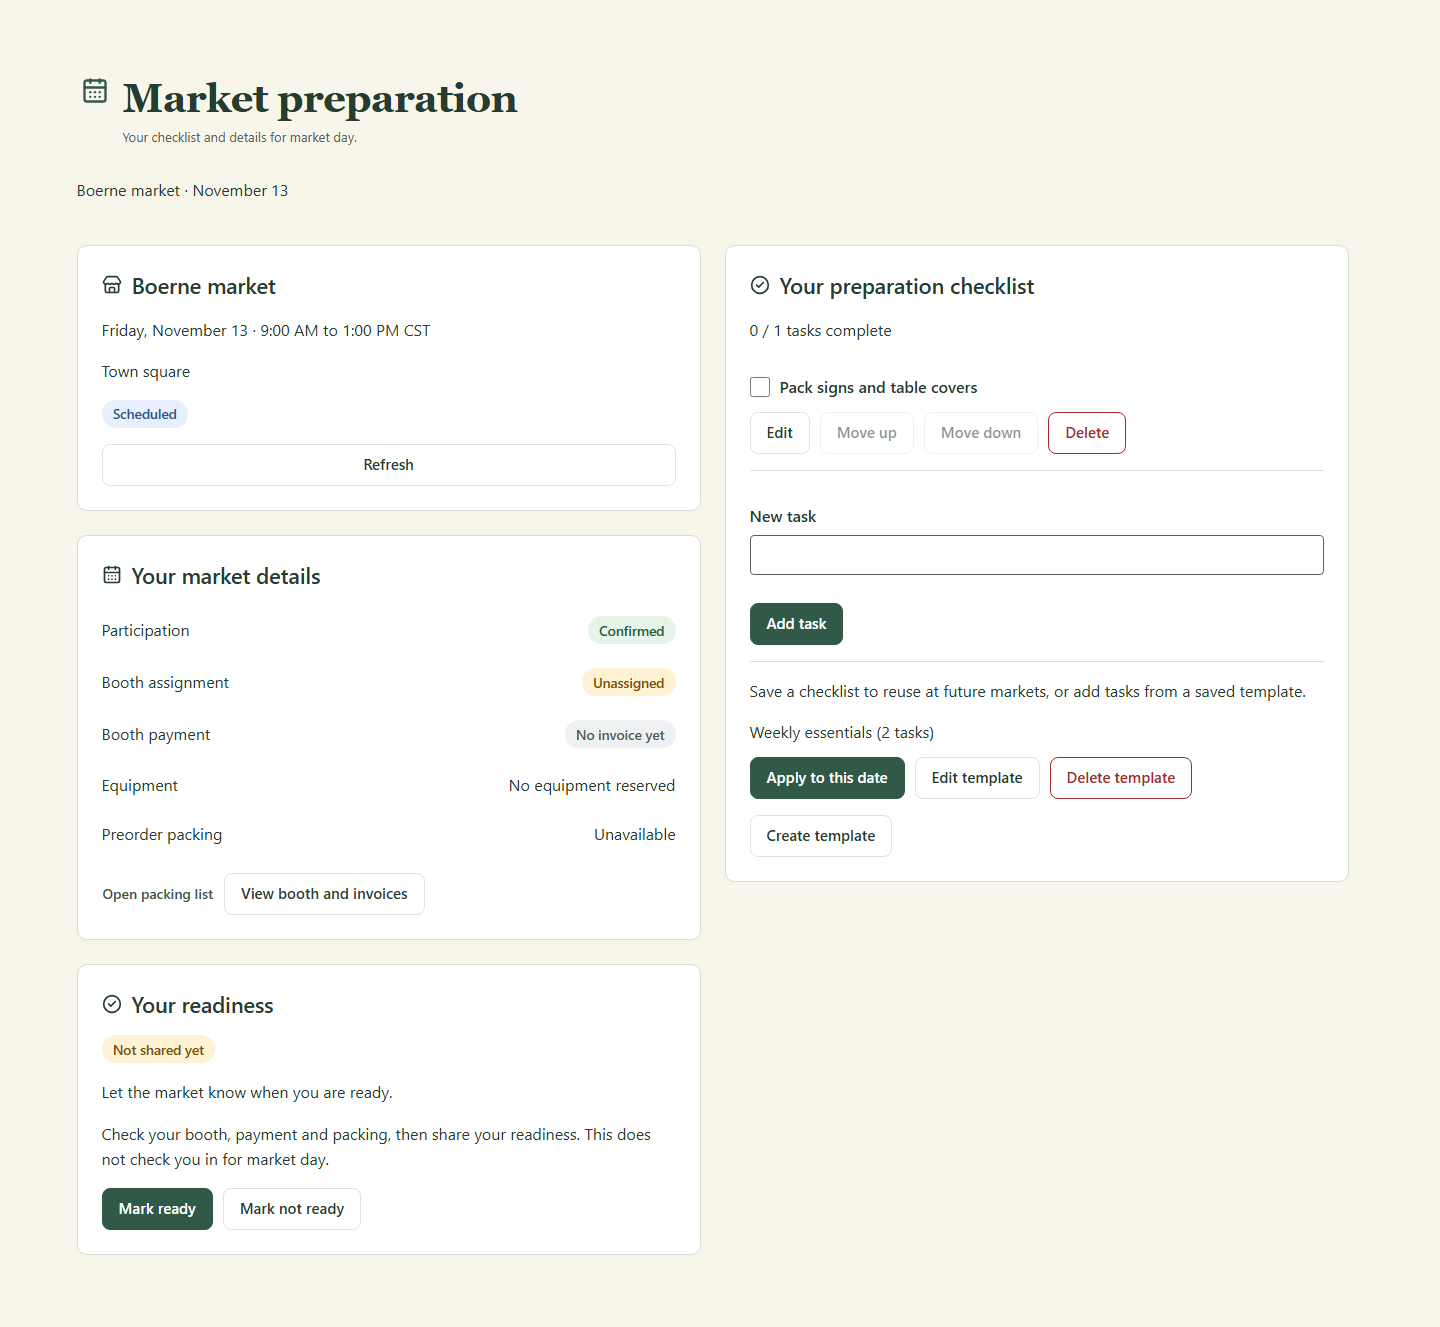 Market preparation
Your checklist and details for market day.
Boerne market · November 13
Boerne market
Friday, November 13 · 9:00 AM to 1:00 PM CST
Town square
Scheduled
Refresh
Your market details
Participation Confirmed
Booth assignment Unassigned
Booth payment No invoice yet
Equipment No equipment reserved
Preorder packing Unavailable
Open packing list View booth and invoices
Your readiness
Not shared yet
Let the market know when you are ready.
Check your booth, payment and packing, then share your readiness. This does
not check you in for market day.
Mark ready Mark not ready
Your preparation checklist
0 / 1 tasks complete
Pack signs and table covers
Edit Move up Move down Delete
New task
Add task
Save a checklist to reuse at future markets, or add tasks from a saved template.
Weekly essentials (2 tasks)
Apply to this date Edit template Delete template
Create template